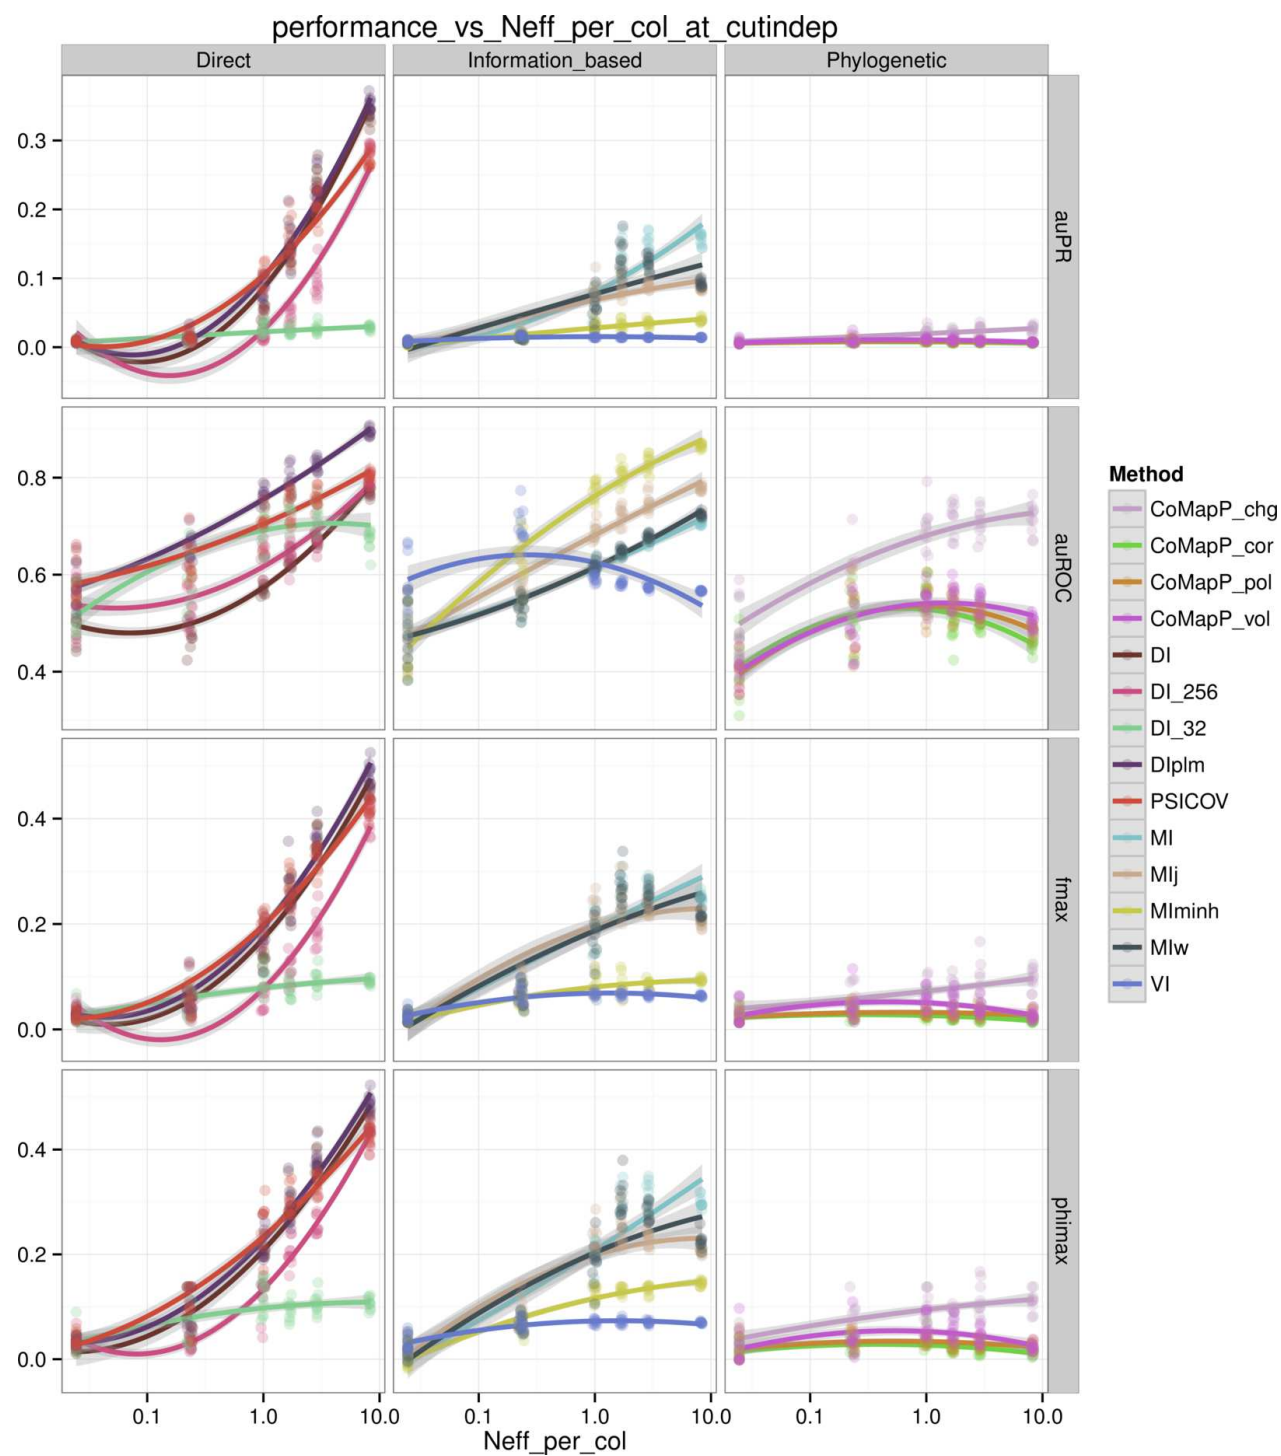 performance_vs_Neff_per_col_at_cutindep
Direct
Information_based
Phylogenetic
0.3
0.2
0.1
0.0
auPR
0.8
0.6
0.4
auROC
0.4
0.2
0.0
fmax
0.4
0.2
0.0
phimax
0.1
1.0
10.0
0.1
1.0
10.0
0.1
1.0
10.0
Neff_per_col
Method
CoMapP_chg
CoMapP_cor
CoMapP_pol
CoMapP_vol
DI
DI_256
DI_32
DIplm
PSICOV
MI
MIj
MIminh
MIw
VI